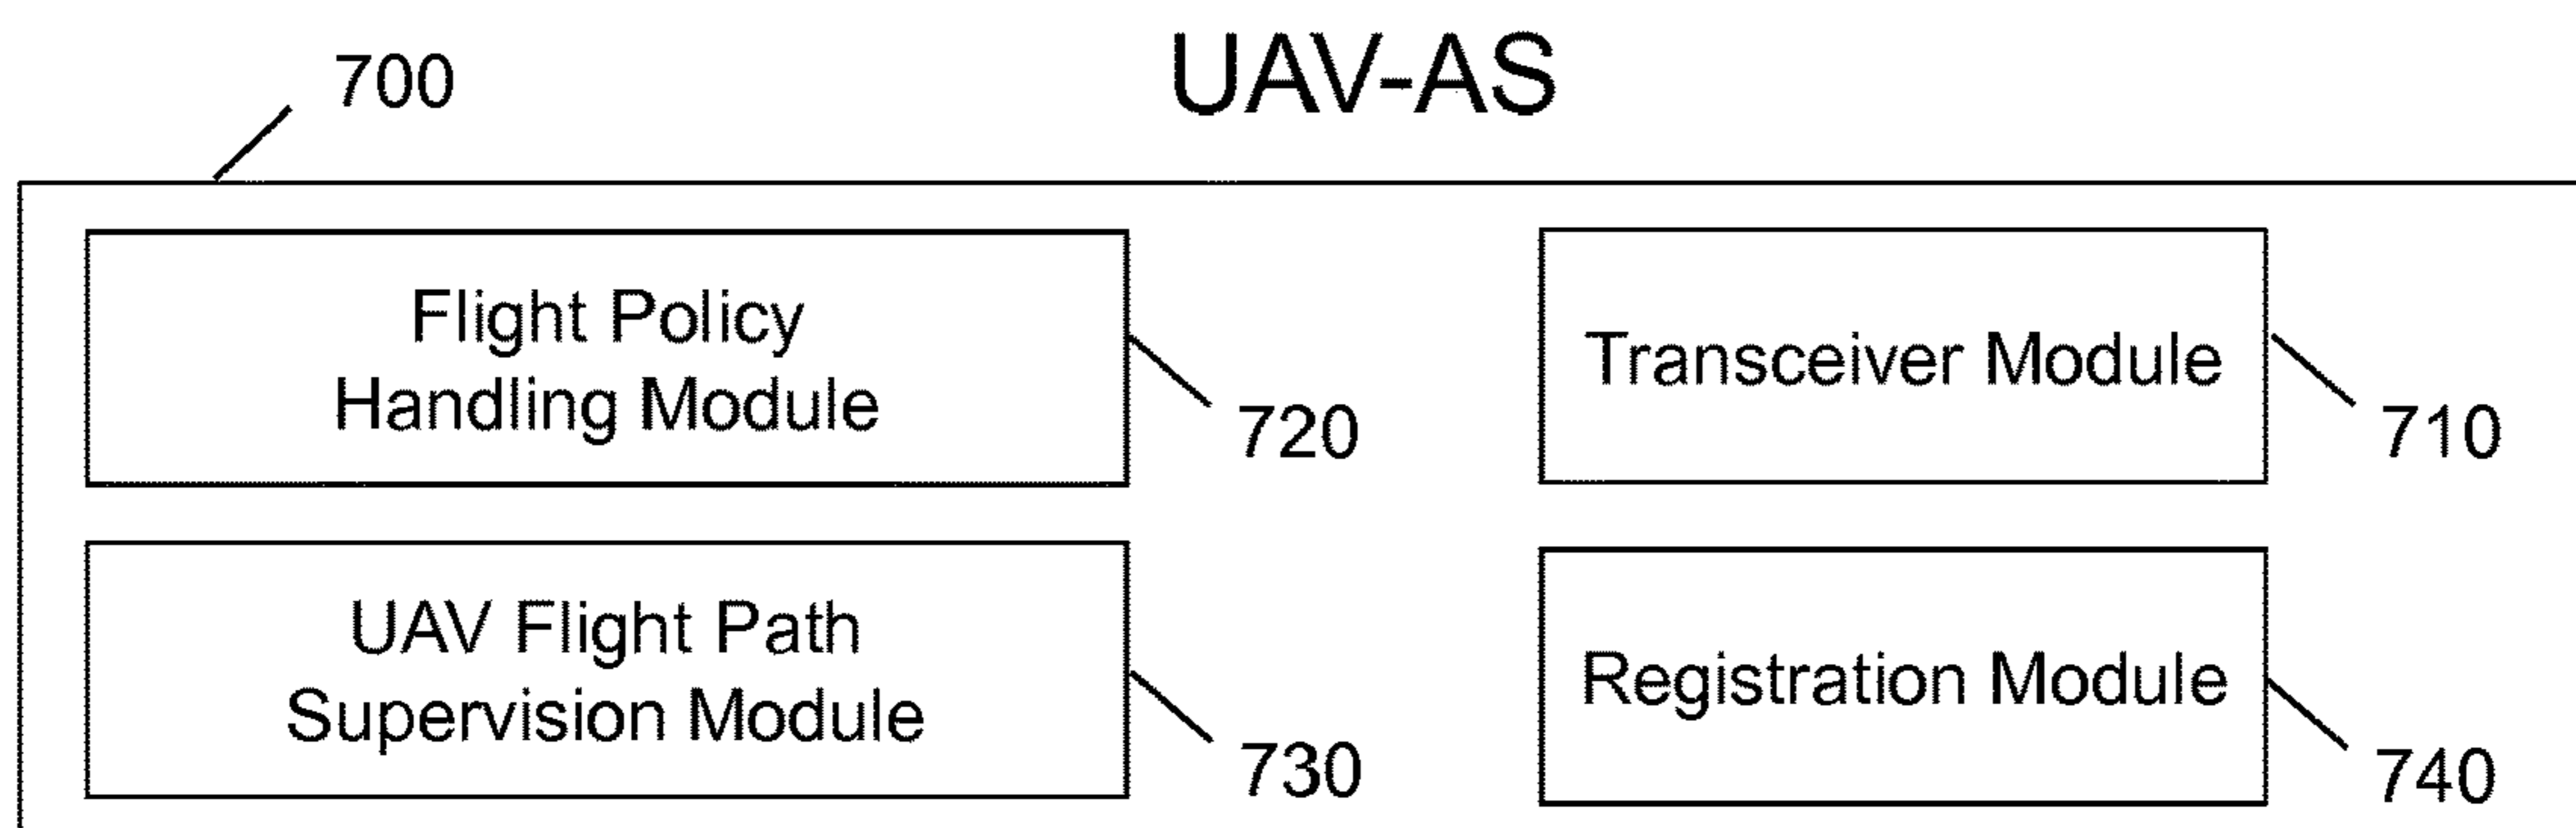 UAV-AS
700
Flight Policy
Handling Module
720
Transceiver Module
710
UAV Flight Path
Supervision Module
730
Registration Module
740